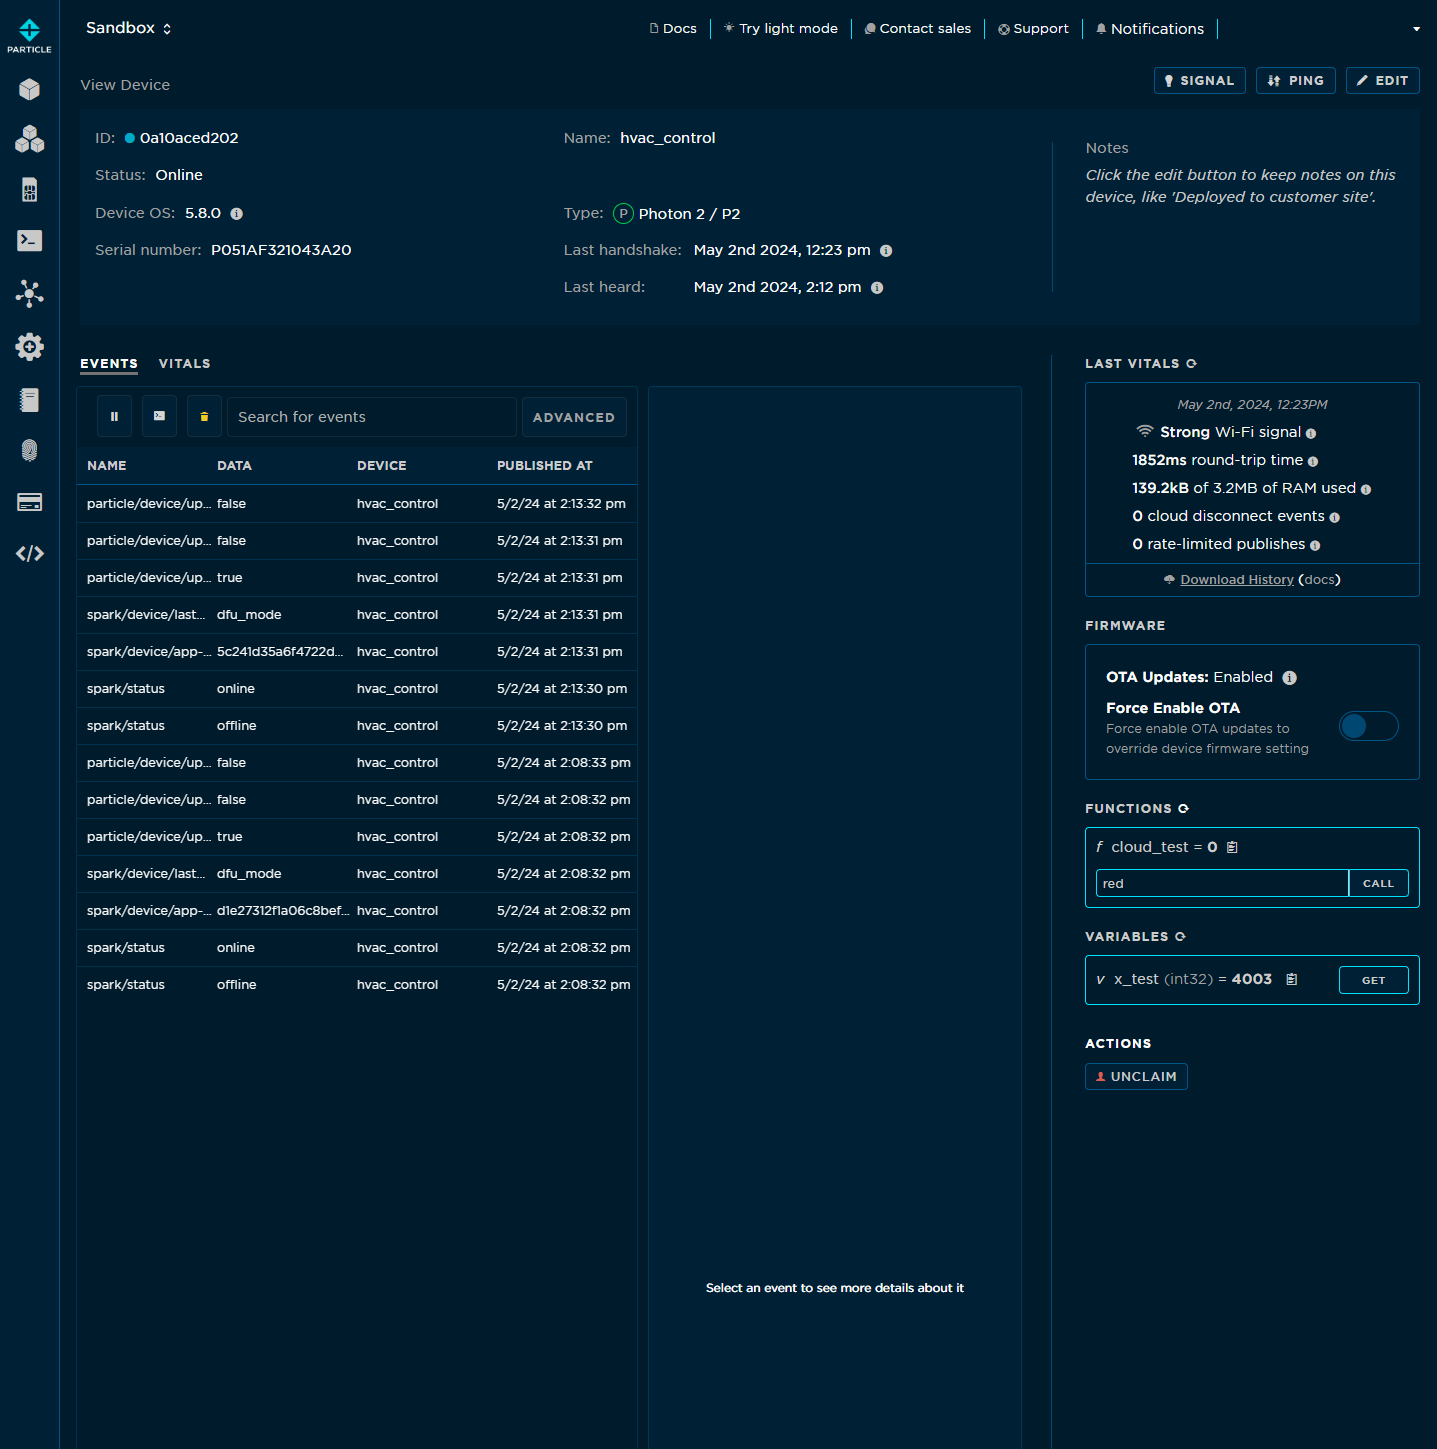 PARTICLE
Sandbox
Docs
Try light mode
Contact sales
Support
Notifications
View Device
SIGNAL
PING
EDIT
ID: 0a10aced202
Name: hvac_control
Notes
Click the edit button to keep notes on this
device, like 'Deployed to customer site'.
Status: Online
Device OS: 5.8.0
Type: P Photon 2 / P2
Serial number: P051AF321043A20
Last handshake: May 2nd 2024, 12:23 pm
Last heard: May 2nd 2024, 2:12 pm
EVENTS VITALS
Search for events
ADVANCED
NAME DATA DEVICE PUBLISHED AT
particle/device/up... false hvac_control 5/2/24 at 2:13:32 pm
particle/device/up... false hvac_control 5/2/24 at 2:13:31 pm
particle/device/up... true hvac_control 5/2/24 at 2:13:31 pm
spark/device/last... dfu_mode hvac_control 5/2/24 at 2:13:31 pm
spark/device/app-... 5c241d35a6f4722d... hvac_control 5/2/24 at 2:13:31 pm
spark/status online hvac_control 5/2/24 at 2:13:30 pm
spark/status offline hvac_control 5/2/24 at 2:13:30 pm
particle/device/up... false hvac_control 5/2/24 at 2:08:33 pm
particle/device/up... false hvac_control 5/2/24 at 2:08:32 pm
particle/device/up... true hvac_control 5/2/24 at 2:08:32 pm
spark/device/last... dfu_mode hvac_control 5/2/24 at 2:08:32 pm
spark/device/app-... d1e27312f1a06c8bef... hvac_control 5/2/24 at 2:08:32 pm
spark/status online hvac_control 5/2/24 at 2:08:32 pm
spark/status offline hvac_control 5/2/24 at 2:08:32 pm
Select an event to see more details about it
LAST VITALS
May 2nd, 2024, 12:23PM
Strong Wi-Fi signal
1852ms round-trip time
139.2kB of 3.2MB of RAM used
0 cloud disconnect events
0 rate-limited publishes
Download History (docs)
FIRMWARE
OTA Updates: Enabled
Force Enable OTA
Force enable OTA updates to
override device firmware setting
FUNCTIONS
f cloud_test = 0
red
CALL
VARIABLES
v x_test (int32) = 4003
GET
ACTIONS
UNCLAIM